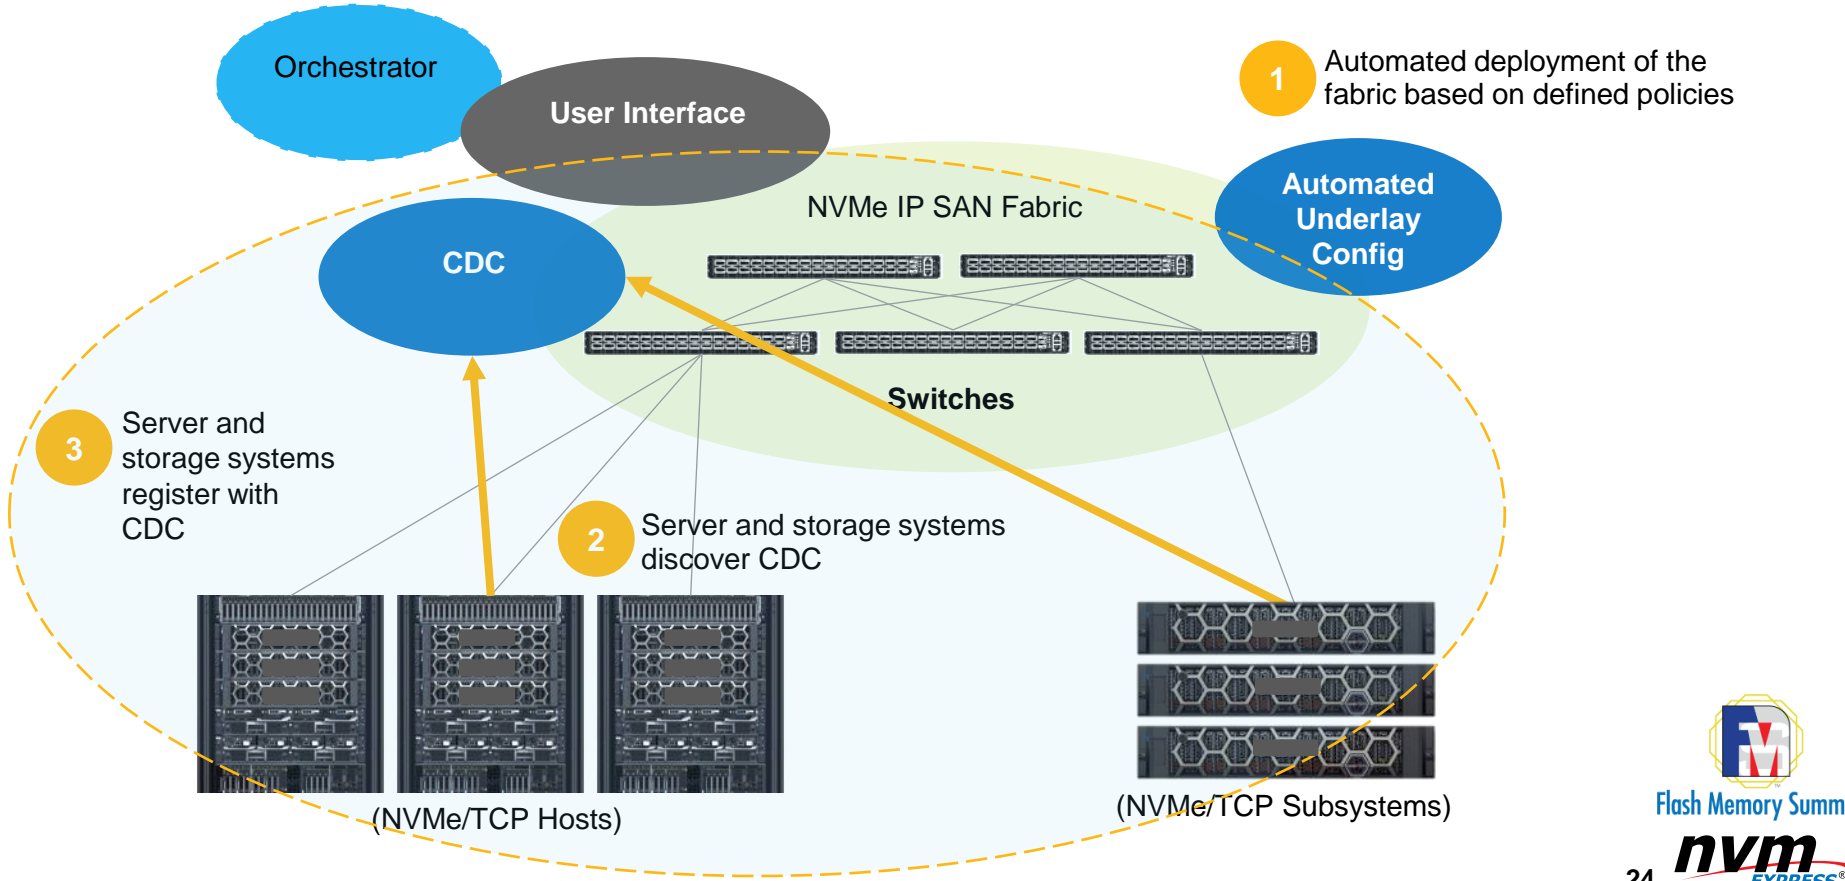 Orchestrator
User Interface
1
Automated deployment of the
fabric based on defined policies
Automated
Underlay
Config
NVMe IP SAN Fabric
CDC
Switches
3
Server and
storage systems
register with
CDC
2
Server and storage systems
discover CDC
(NVMe/TCP Hosts)
(NVMe/TCP Subsystems)
Flash Memory Summ
24
nvm
EXPRESS®